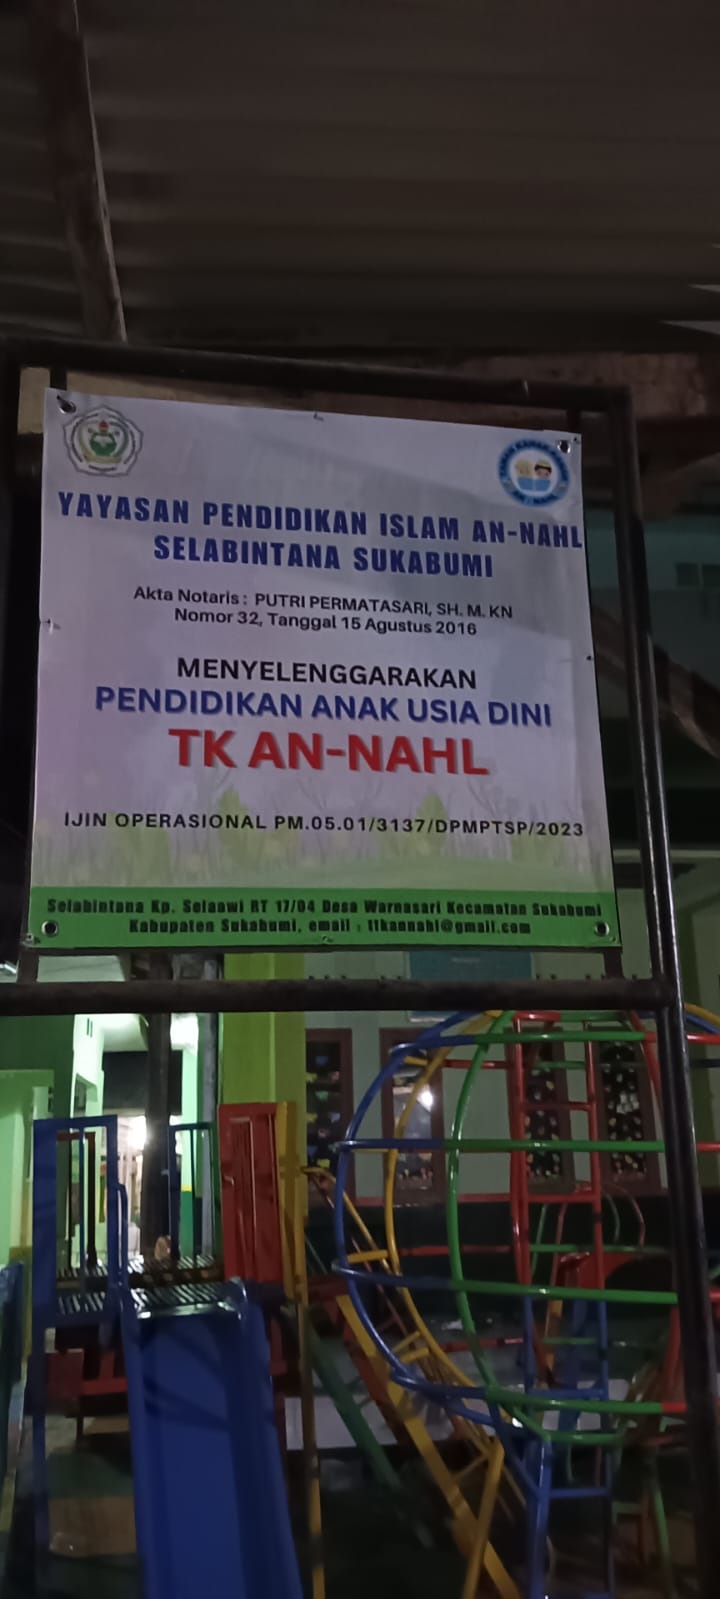 YAYASAN PENDIDIKAN ISLAM AN-NAHL
SELABINTANA SUKABUMI
Akta Notaris : PUTRI PERMATASARI, SH. M. KN
Nomor 32, Tanggal 15 Agustus 2016
MENYELENGGARAKAN
PENDIDIKAN ANAK USIA DINI
TK AN-NAHL
IJIN OPERASIONAL PM.05.01/3137/DPMPTSP/2023
Selabintana Kp. Selaawi RT 17/04 Desa Warnasari Kecamatan Sukabumi
Kabupaten Sukabumi, email : ttkannahl@gmail.com